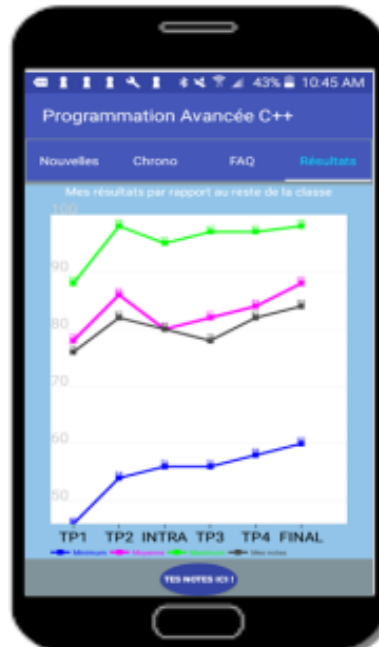 43% 10:45 AM
Programmation Avancée C++
Nouvelles Chrono FAQ Résultats
Mes résultats par rapport au reste de la classe
100
90
80
70
60
50
TP1 TP2 INTRA TP3 TP4 FINAL
Minimum Moyenne Maximum Mes notes
TES NOTES ICI !